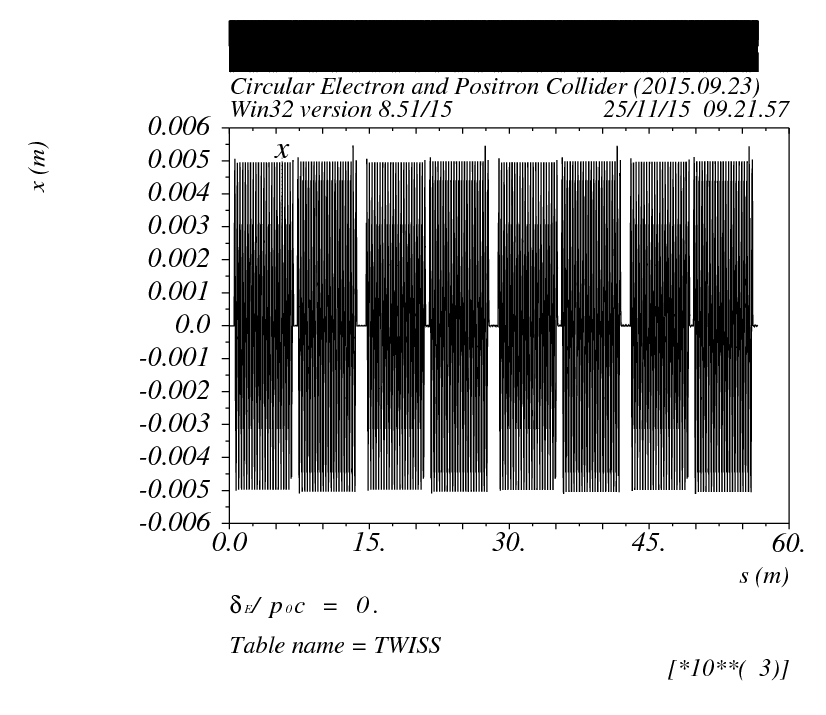 Circular Electron and Positron Collider (2015.09.23)
Win32 version 8.51/15 25/11/15 09.21.57
x (m)
x
0.006
0.005
0.004
0.003
0.002
0.001
0.0
-0.001
-0.002
-0.003
-0.004
-0.005
-0.006
0.0 15. 30. 45. 60.
s (m)
δE/ p0c = 0.
Table name = TWISS
[*10**( 3)]